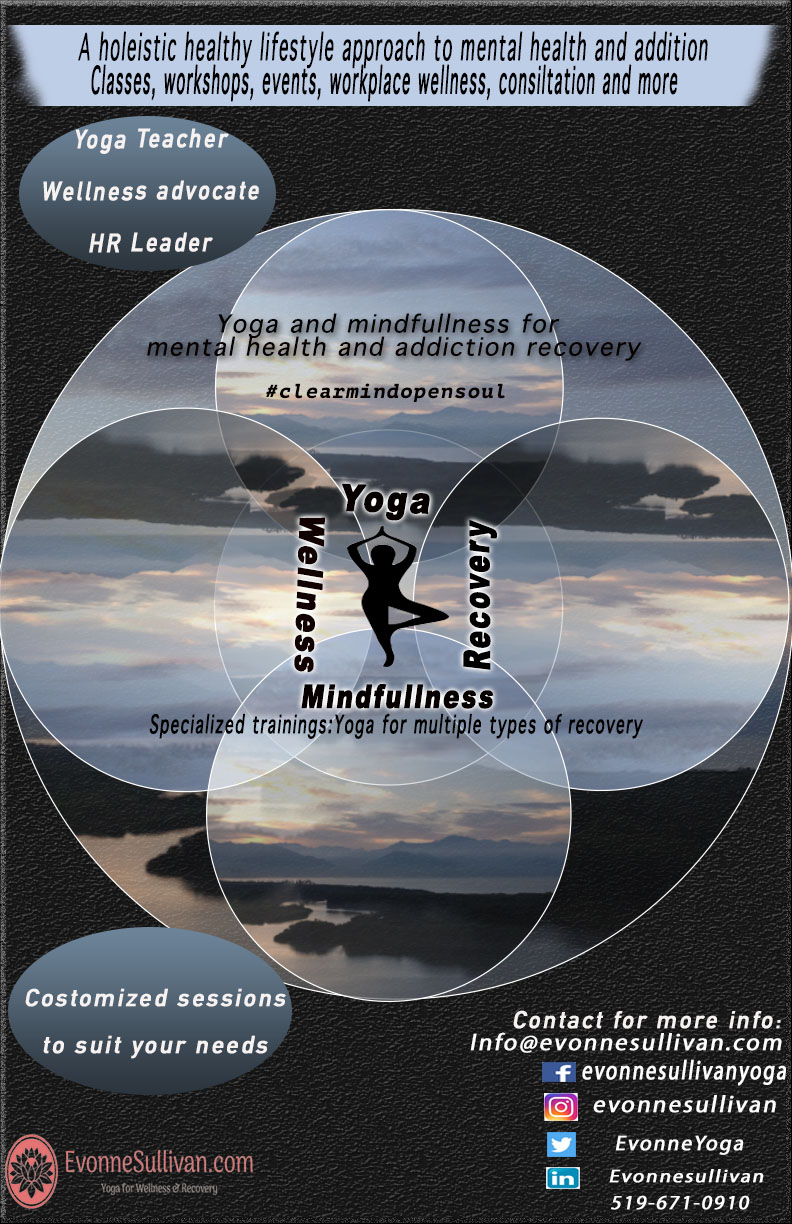 A holeistic healthy lifestyle approach to mental health and addition
Classes, workshops, events, workplace wellness, consiltation and more
Yoga Teacher
Wellness advocate
HR Leader
Yoga and mindfullness for
mental health and addiction recovery
#clearmindopensoul
Yoga
Wellness
Recovery
Mindfullness
Specialized trainings:Yoga for multiple types of recovery
Costomized sessions
to suit your needs
Contact for more info:
Info@evonnesullivan.com
f evonnesullivanyoga
evonnesullivan
EvonneYoga
in Evonnesullivan
519-671-0910
EvonneSullivan.com
Yoga for Wellness & Recovery